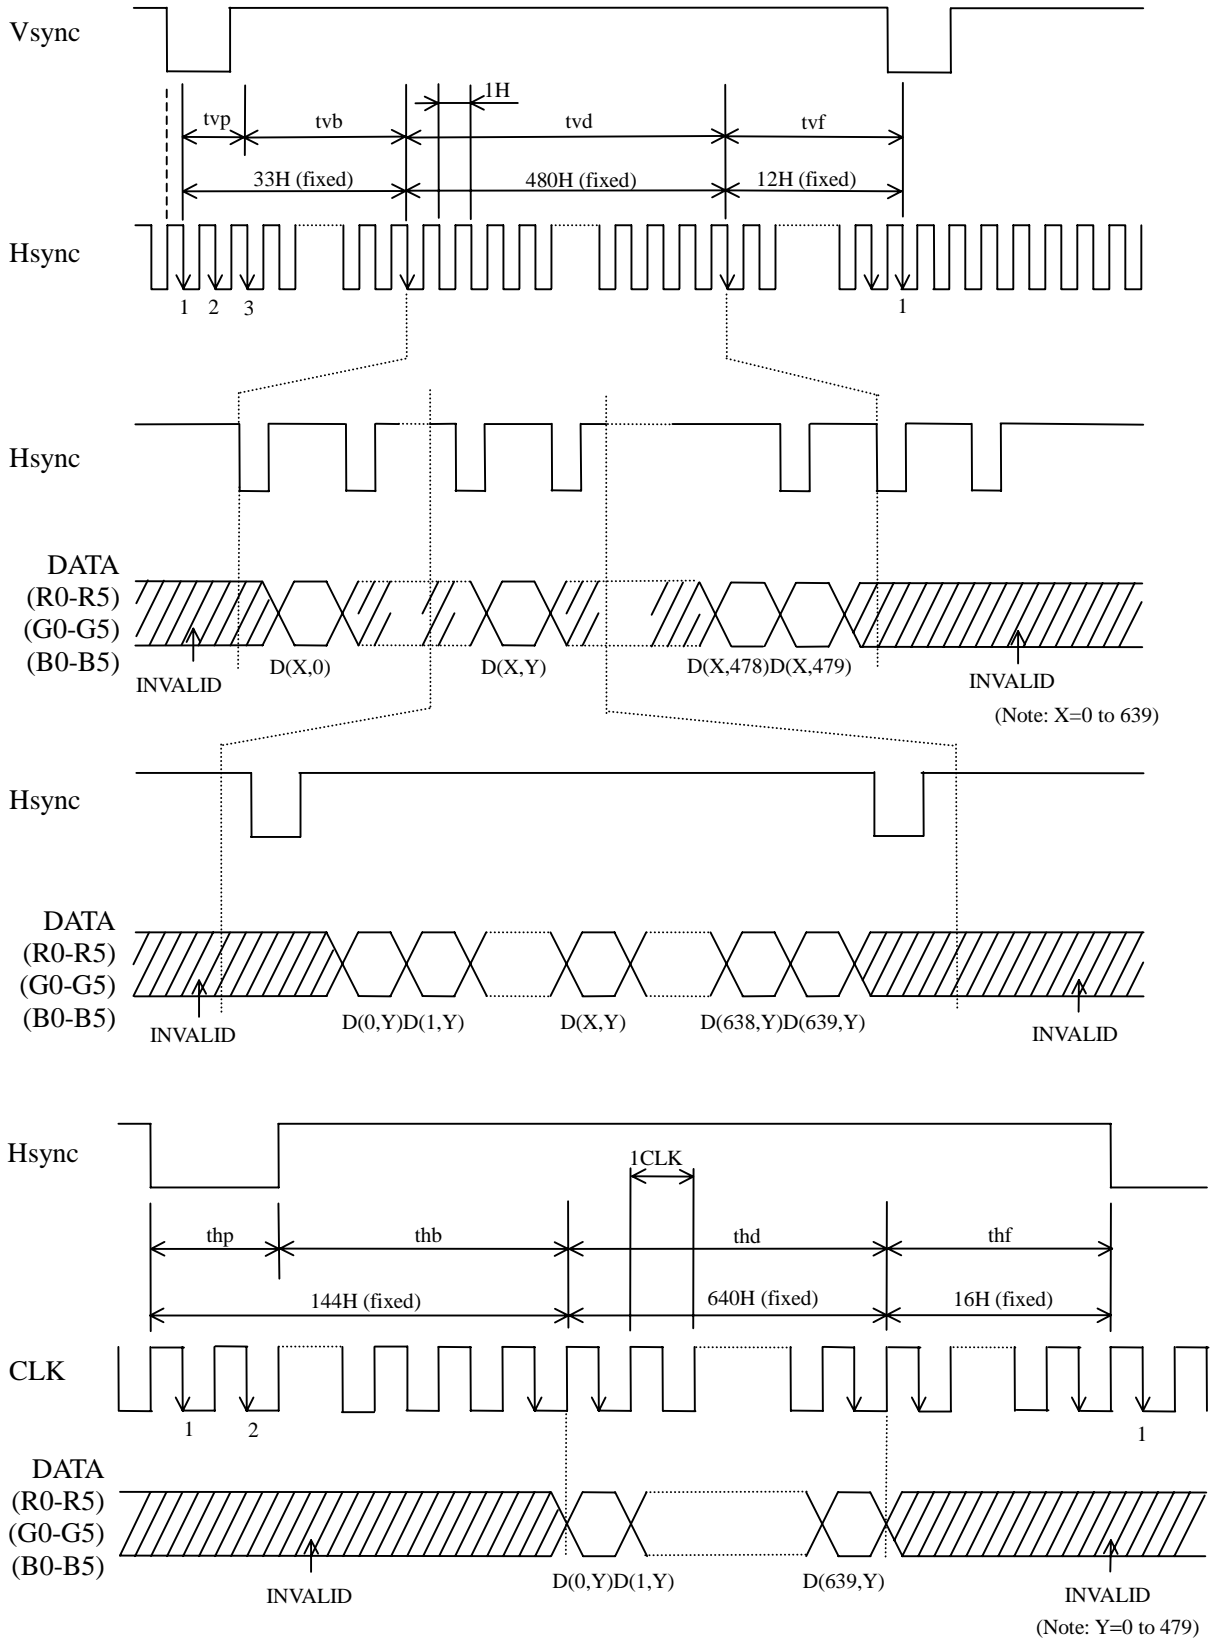 Vsync
1H
tvp tvb tvd tvf
33H (fixed) 480H (fixed) 12H (fixed)
Hsync
1 2 3 1
Hsync
DATA
(R0-R5)
(G0-G5)
(B0-B5)
D(X,0) D(X,Y) D(X,478)D(X,479)
INVALID INVALID
(Note: X=0 to 639)
Hsync
DATA
(R0-R5)
(G0-G5)
(B0-B5)
D(0,Y)D(1,Y) D(X,Y) D(638,Y)D(639,Y)
INVALID INVALID
Hsync
1CLK
thp thb thd thf
144H (fixed) 640H (fixed) 16H (fixed)
CLK
1 2 1
DATA
(R0-R5)
(G0-G5)
(B0-B5)
D(0,Y)D(1,Y) D(639,Y)
INVALID INVALID
(Note: Y=0 to 479)